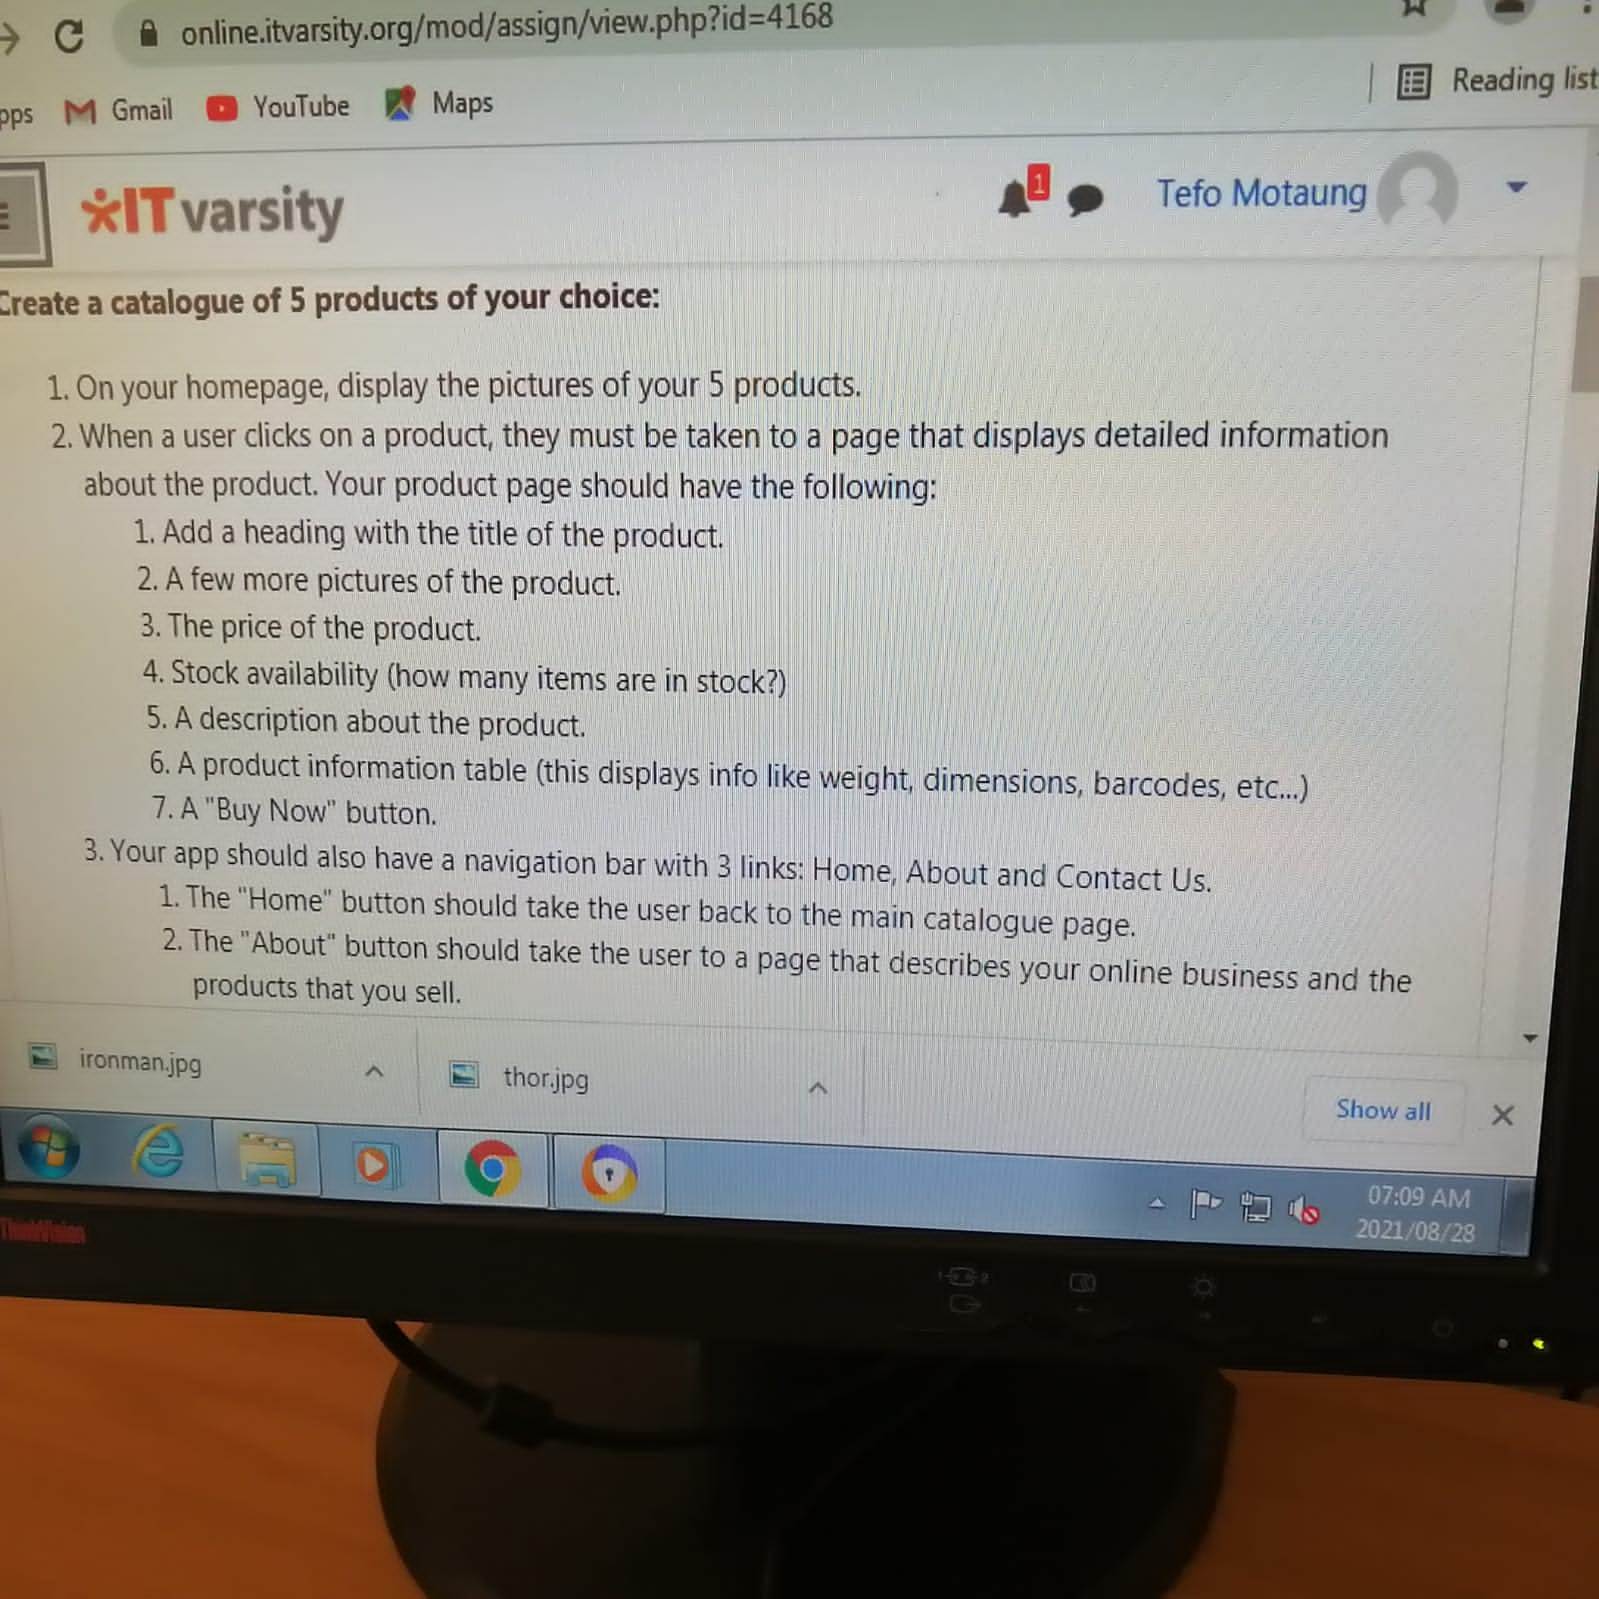 online.itvarsity.org/mod/assign/view.php?id=4168
Gmail YouTube Maps
Reading list
IT varsity
1
Tefo Motaung
Create a catalogue of 5 products of your choice:
1. On your homepage, display the pictures of your 5 products.
2. When a user clicks on a product, they must be taken to a page that displays detailed information
about the product. Your product page should have the following:
1. Add a heading with the title of the product.
2. A few more pictures of the product.
3. The price of the product.
4. Stock availability (how many items are in stock?)
5. A description about the product.
6. A product information table (this displays info like weight, dimensions, barcodes, etc...)
7. A "Buy Now" button.
3. Your app should also have a navigation bar with 3 links: Home, About and Contact Us.
1. The "Home" button should take the user back to the main catalogue page.
2. The "About" button should take the user to a page that describes your online business and the
products that you sell.
ironman.jpg
thor.jpg
Show all
07:09 AM
2021/08/28
ThinkVision